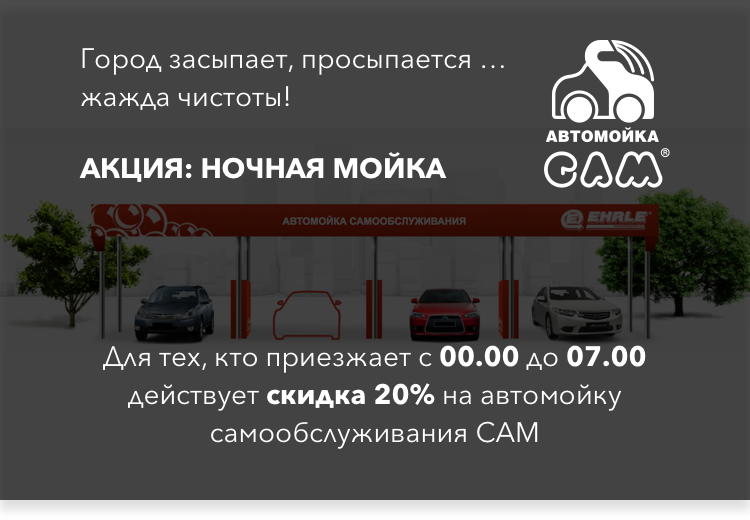 Город засыпает, просыпается ...
жажда чистоты!
АВТОМОЙКА
САМ®
АКЦИЯ: НОЧНАЯ МОЙКА
АВТОМОЙКА САМООБСЛУЖИВАНИЯ
EHRLE
Для тех, кто приезжает с 00.00 до 07.00
действует скидка 20% на автомойку
самообслуживания САМ